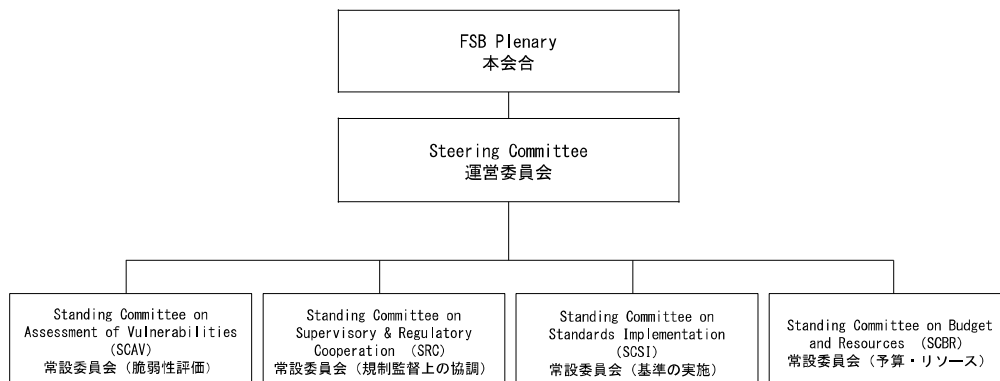 FSB Plenary
本会合
Steering Committee
運営委員会
Standing Committee on
Assessment of Vulnerabilities
(SCAV)
常設委員会（脆弱性評価）
Standing Committee on
Supervisory & Regulatory
Cooperation （SRC）
常設委員会（規制監督上の協調）
Standing Committee on
Standards Implementation
(SCSI)
常設委員会（基準の実施）
Standing Committee on Budget
and Resources （SCBR）
常設委員会（予算・リソース）